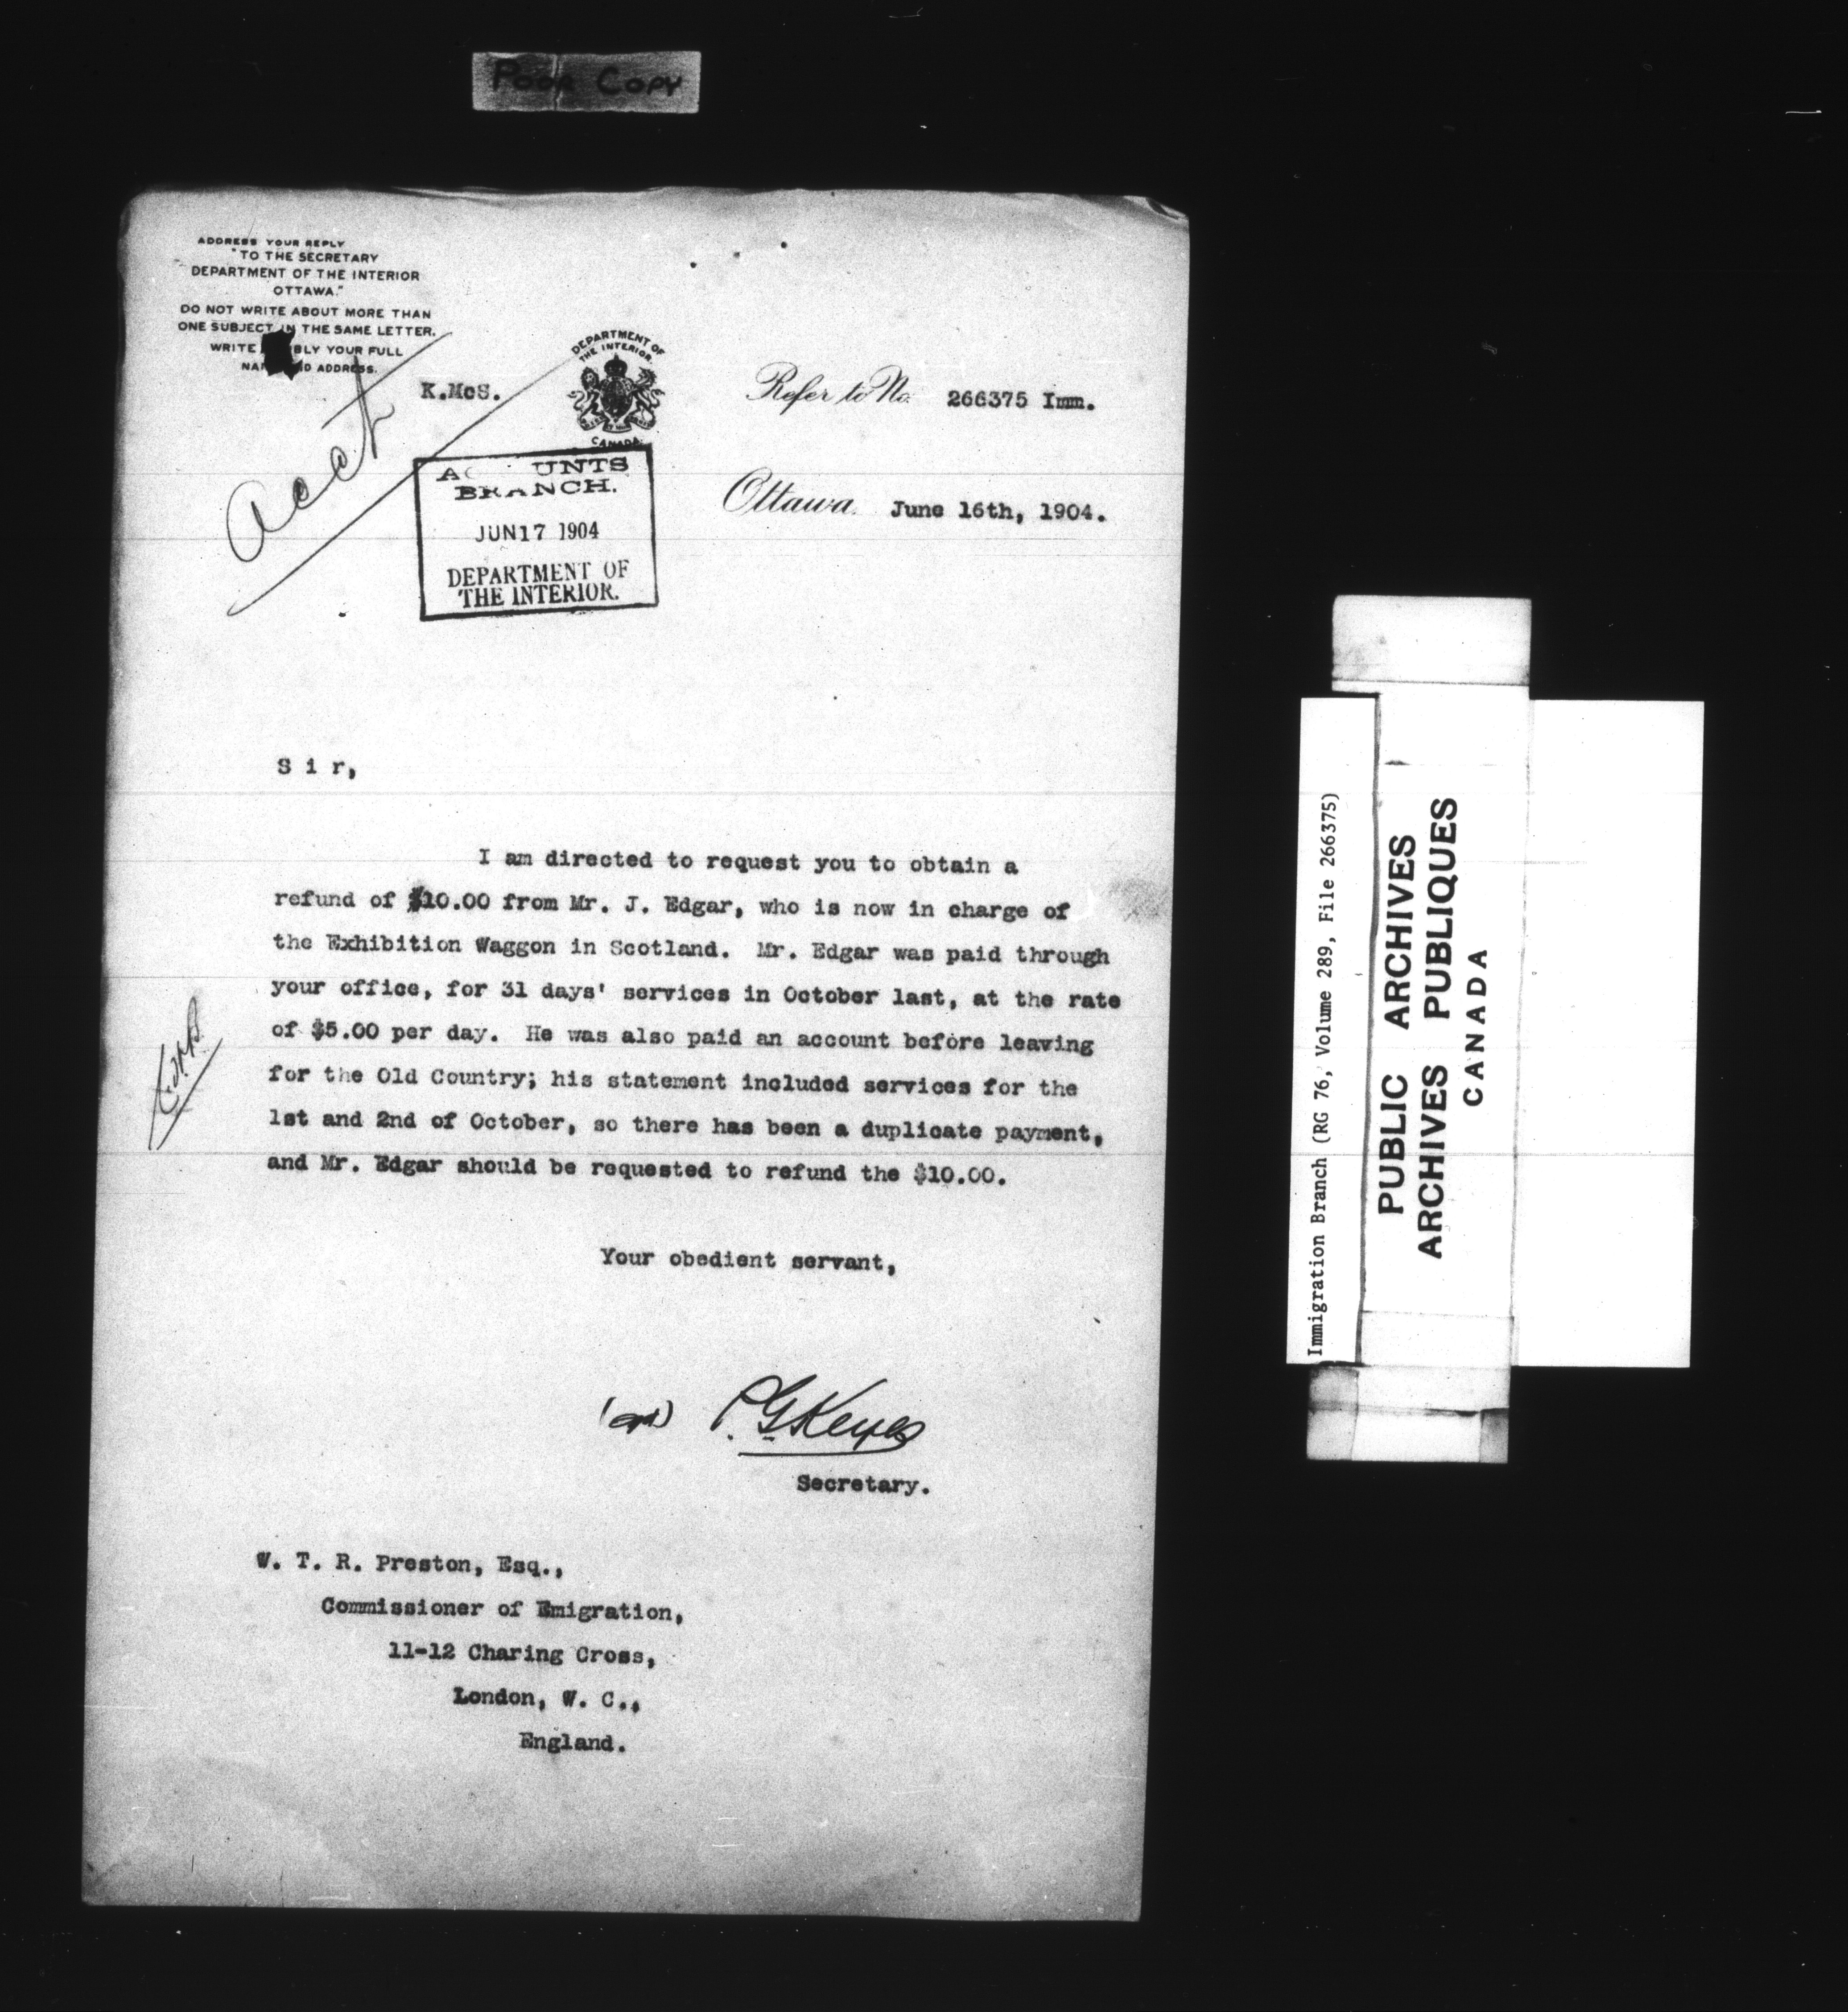 Poor Copy
ADDRESS YOUR REPLY
"TO THE SECRETARY
DEPARTMENT OF THE INTERIOR
OTTAWA."
DO NOT WRITE ABOUT MORE THAN
ONE SUBJECT IN THE SAME LETTER.
WRITE BLY YOUR FULL
ADDRESS.
K.McS.
DEPARTMENT OF
THE INTERIOR.
CANADA.
Refer to No. 266375 Imm.
Acct
UNTS
BRANCH.
JUN 17 1904
DEPARTMENT OF
THE INTERIOR.
Ottawa. June 16th, 1904.
S i r,
I am directed to request you to obtain a
refund of $10.00 from Mr. J. Edgar, who is now in charge of
the Exhibition Waggon in Scotland. Mr. Edgar was paid through
your office, for 31 days' services in October last, at the rate
of $5.00 per day. He was also paid an account before leaving
for the Old Country; his statement included services for the
1st and 2nd of October, so there has been a duplicate payment,
and Mr. Edgar should be requested to refund the $10.00.
Your obedient servant,
P. G. Keyes
Secretary.
W. T. R. Preston, Esq.,
Commissioner of Emigration,
11-12 Charing Cross,
London, W. C.,
England.
Immigration Branch (RG 76, Volume 289, File 266375)
PUBLIC ARCHIVES
ARCHIVES PUBLIQUES
CANADA